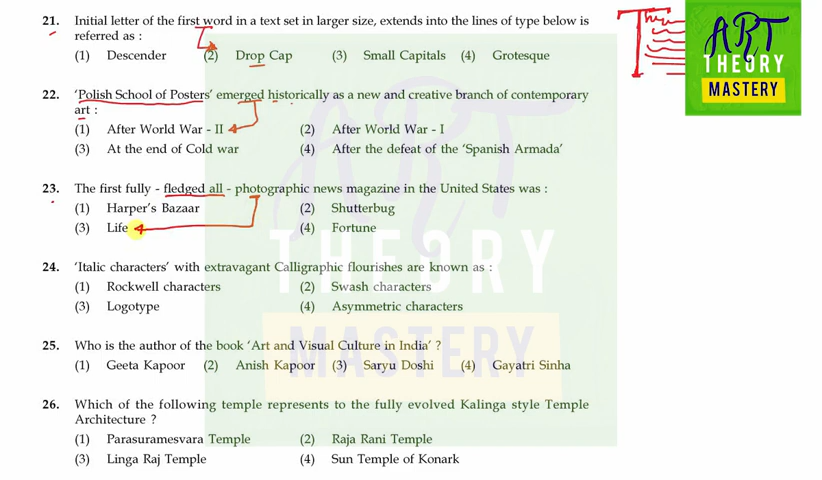 21. Initial letter of the first word in a text set in larger size, extends into the lines of type below is
referred as :
(1) Descender (2) Drop Cap (3) Small Capitals (4) Grotesque
22. 'Polish School of Posters' emerged historically as a new and creative branch of contemporary
art :
(1) After World War - II (2) After World War - I
(3) At the end of Cold war (4) After the defeat of the 'Spanish Armada'
23. The first fully - fledged all - photographic news magazine in the United States was :
(1) Harper's Bazaar (2) Shutterbug
(3) Life (4) Fortune
24. 'Italic characters' with extravagant Calligraphic flourishes are known as :
(1) Rockwell characters (2) Swash characters
(3) Logotype (4) Asymmetric characters
25. Who is the author of the book 'Art and Visual Culture in India' ?
(1) Geeta Kapoor (2) Anish Kapoor (3) Saryu Doshi (4) Gayatri Sinha
26. Which of the following temple represents to the fully evolved Kalinga style Temple
Architecture ?
(1) Parasuramesvara Temple (2) Raja Rani Temple
(3) Linga Raj Temple (4) Sun Temple of Konark
ART
THEORY
MASTERY
ART
THEORY
MASTERY